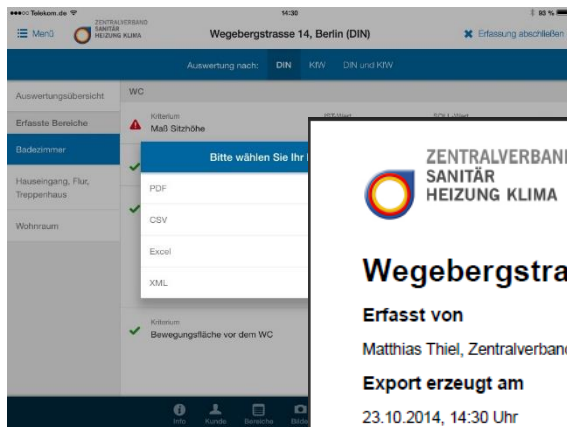 Telekom.de
14:30
93 %
Menü
ZENTRALVERBAND
SANITÄR
HEIZUNG KLIMA
Wegebergstrasse 14, Berlin (DIN)
Erfassung abschließen
Auswertung nach: DIN KfW DIN und KfW
Auswertungsübersicht
WC
Erfasste Bereiche
Kriterium
IST-Wert
SOLL-Wert
Maß Sitzhöhe
Badezimmer
Hauseingang, Flur,
Treppenhaus
Wohnraum
Bitte wählen Sie Ihr
PDF
CSV
Excel
XML
Kriterium
Bewegungsfläche vor dem WC
Info Kunde Bereiche Bilde
ZENTRALVERBAND
SANITÄR
HEIZUNG KLIMA
Wegebergstra
Erfasst von
Matthias Thiel, Zentralverband
Export erzeugt am
23.10.2014, 14:30 Uhr